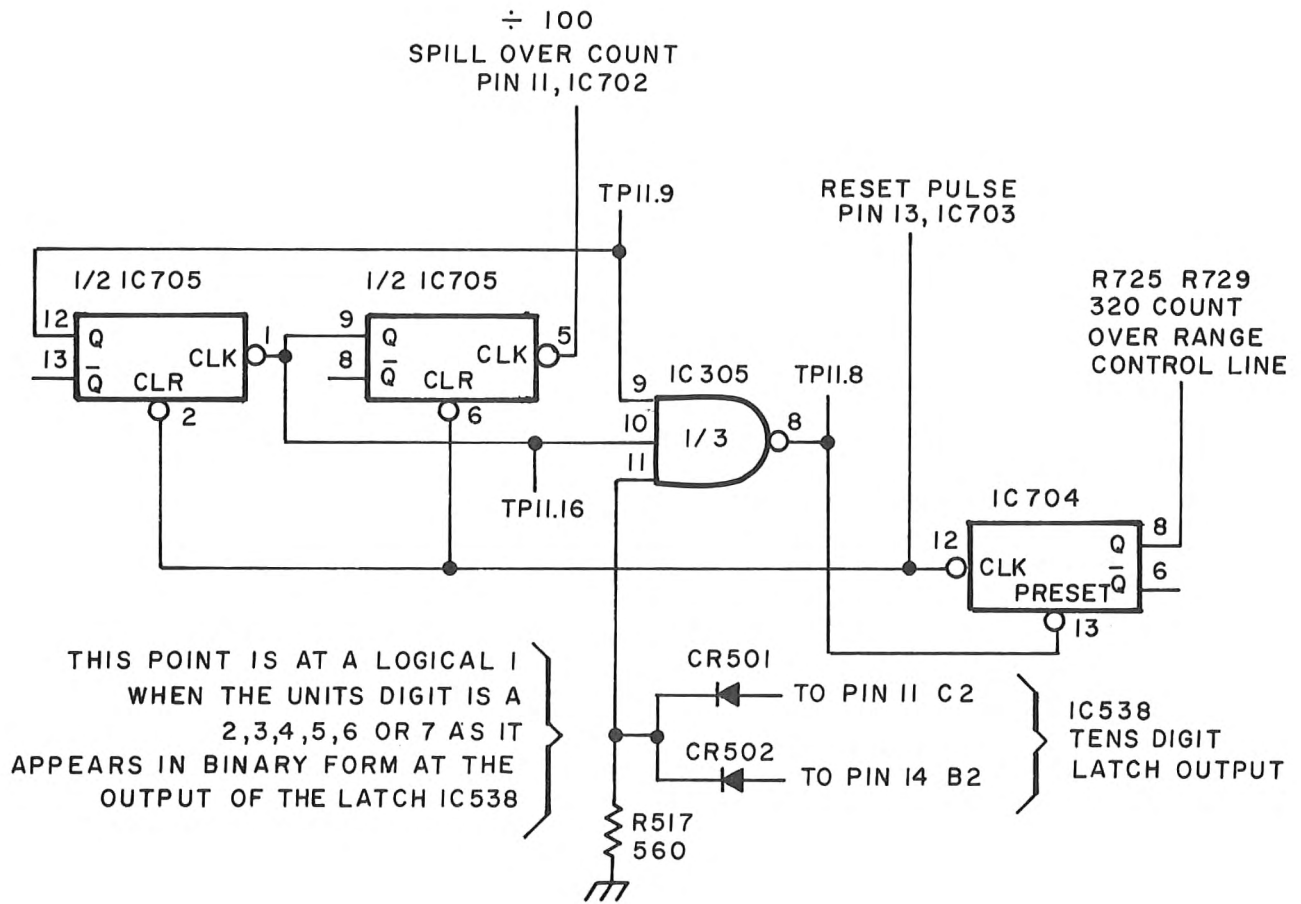 ÷ 100
SPILL OVER COUNT
PIN 11, IC702
TP11.9
RESET PULSE
PIN 13, IC703
R725 R729
320 COUNT
OVER RANGE
CONTROL LINE
1/2 IC705
12
Q
13
Q̅
CLK
1
CLR
2
1/2 IC705
9
Q
8
Q̅
CLK
5
CLR
6
IC305
9
10
11
1/3
8
TP11.8
TP11.16
IC704
12
CLK
Q
8
Q̅
6
PRESET
13
THIS POINT IS AT A LOGICAL 1
WHEN THE UNITS DIGIT IS A
2,3,4,5,6 OR 7 AS IT
APPEARS IN BINARY FORM AT THE
OUTPUT OF THE LATCH IC538
CR501
TO PIN 11 C2
CR502
TO PIN 14 B2
IC538
TENS DIGIT
LATCH OUTPUT
R517
560